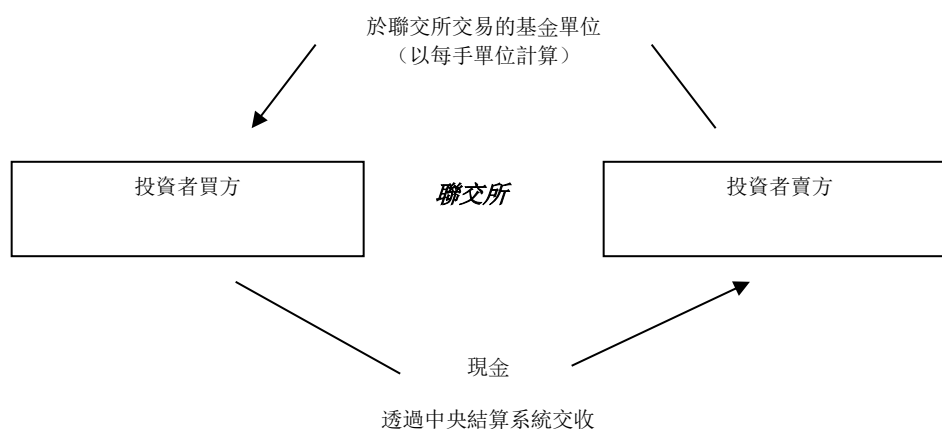 於聯交所交易的基金單位
（以每手單位計算）
投資者買方
聯交所
投資者賣方
現金
透過中央結算系統交收